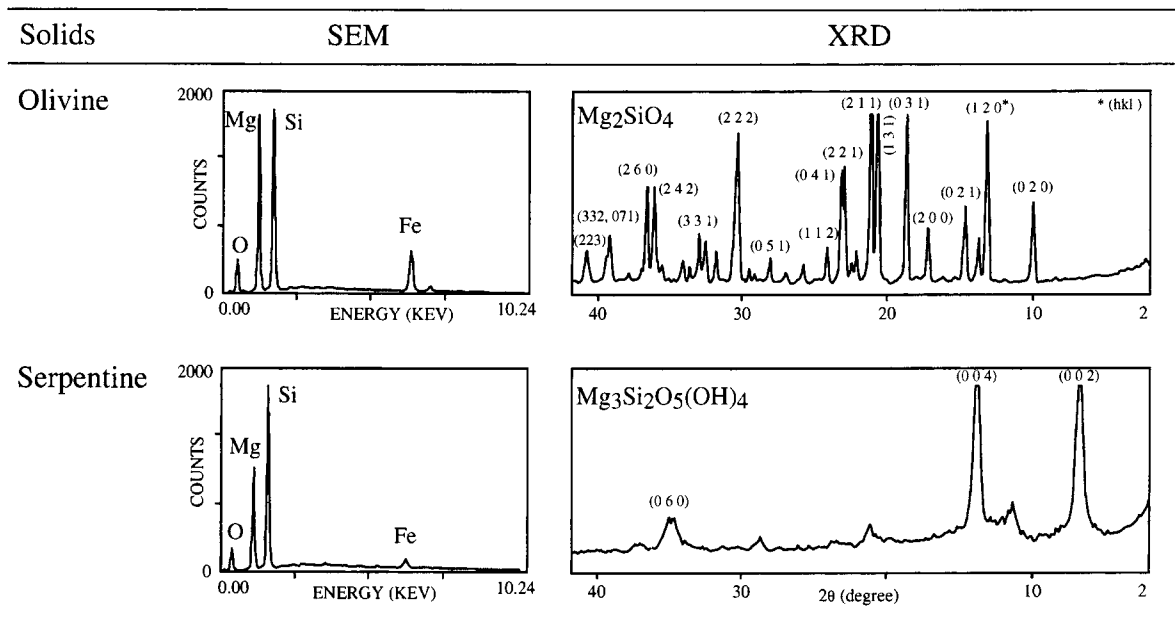 Solids SEM XRD
Olivine
2000
Mg
Si
COUNTS
O
Fe
0
0.00 ENERGY (KEV) 10.24
Mg2SiO4
* (hkl)
(2 2 2)
(2 1 1)
(1 3 1)
(0 3 1)
(1 2 0*)
(2 6 0)
(2 4 2)
(0 4 1)
(2 2 1)
(0 2 1)
(0 2 0)
(332, 071)
(223)
(3 3 1)
(0 5 1)
(1 1 2)
(2 0 0)
40 30 20 10 2
Serpentine
2000
Si
Mg
COUNTS
O
Fe
0
0.00 ENERGY (KEV) 10.24
Mg3Si2O5(OH)4
(0 0 4)
(0 0 2)
(0 6 0)
40 30 2θ (degree) 10 2